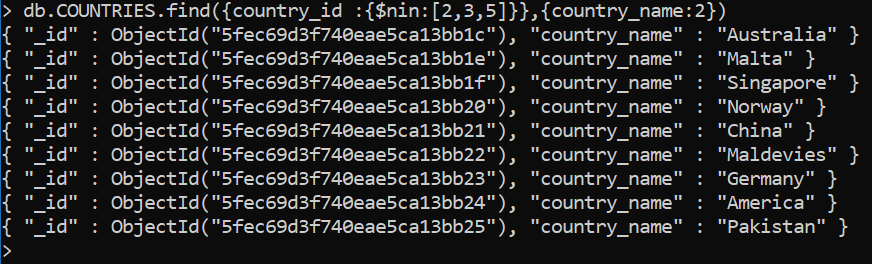 > db.COUNTRIES.find({country_id :{$nin:[2,3,5]}},{country_name:2})
{ "_id" : ObjectId("5fec69d3f740eae5ca13bb1c"), "country_name" : "Australia" }
{ "_id" : ObjectId("5fec69d3f740eae5ca13bb1e"), "country_name" : "Malta" }
{ "_id" : ObjectId("5fec69d3f740eae5ca13bb1f"), "country_name" : "Singapore" }
{ "_id" : ObjectId("5fec69d3f740eae5ca13bb20"), "country_name" : "Norway" }
{ "_id" : ObjectId("5fec69d3f740eae5ca13bb21"), "country_name" : "China" }
{ "_id" : ObjectId("5fec69d3f740eae5ca13bb22"), "country_name" : "Maldevies" }
{ "_id" : ObjectId("5fec69d3f740eae5ca13bb23"), "country_name" : "Germany" }
{ "_id" : ObjectId("5fec69d3f740eae5ca13bb24"), "country_name" : "America" }
{ "_id" : ObjectId("5fec69d3f740eae5ca13bb25"), "country_name" : "Pakistan" }
>